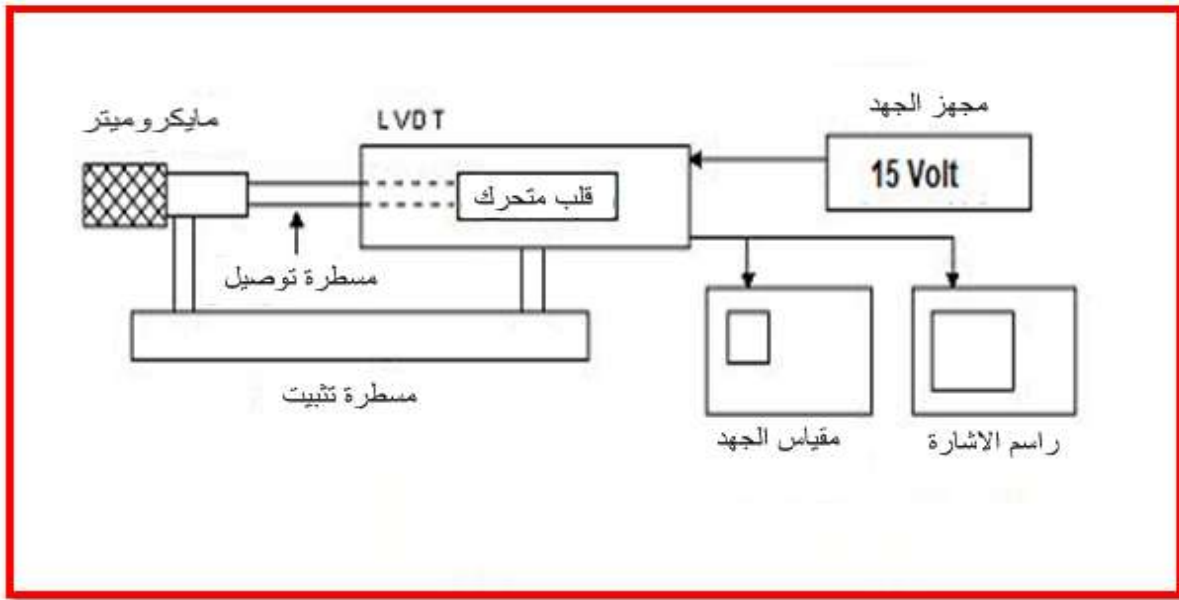 مجهز الجهد
مايكروميتر
LVDT
15 Volt
قلب متحرك
مسطرة توصيل
مسطرة تثبيت
مقياس الجهد
راسم الاشارة